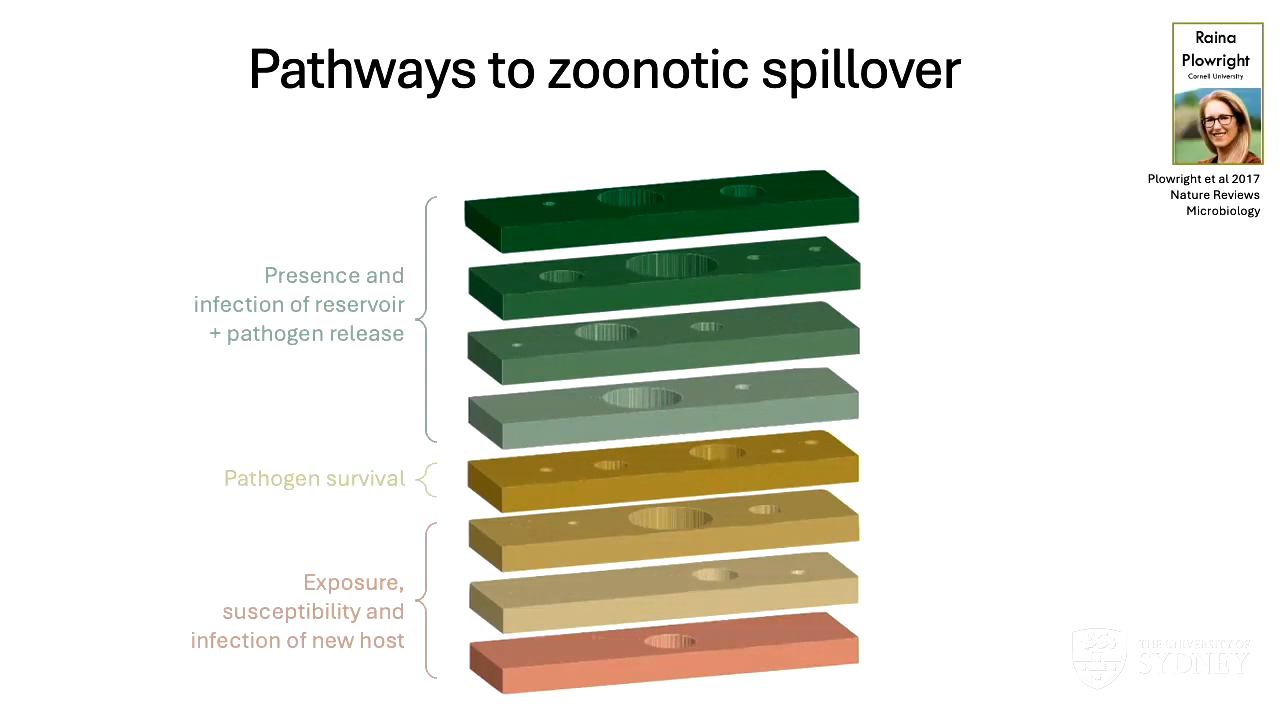 Pathways to zoonotic spillover
Raina
Plowright
Cornell University
Plowright et al 2017
Nature Reviews
Microbiology
Presence and
infection of reservoir
+ pathogen release
Pathogen survival
Exposure,
susceptibility and
infection of new host
THE UNIVERSITY OF
SYDNEY